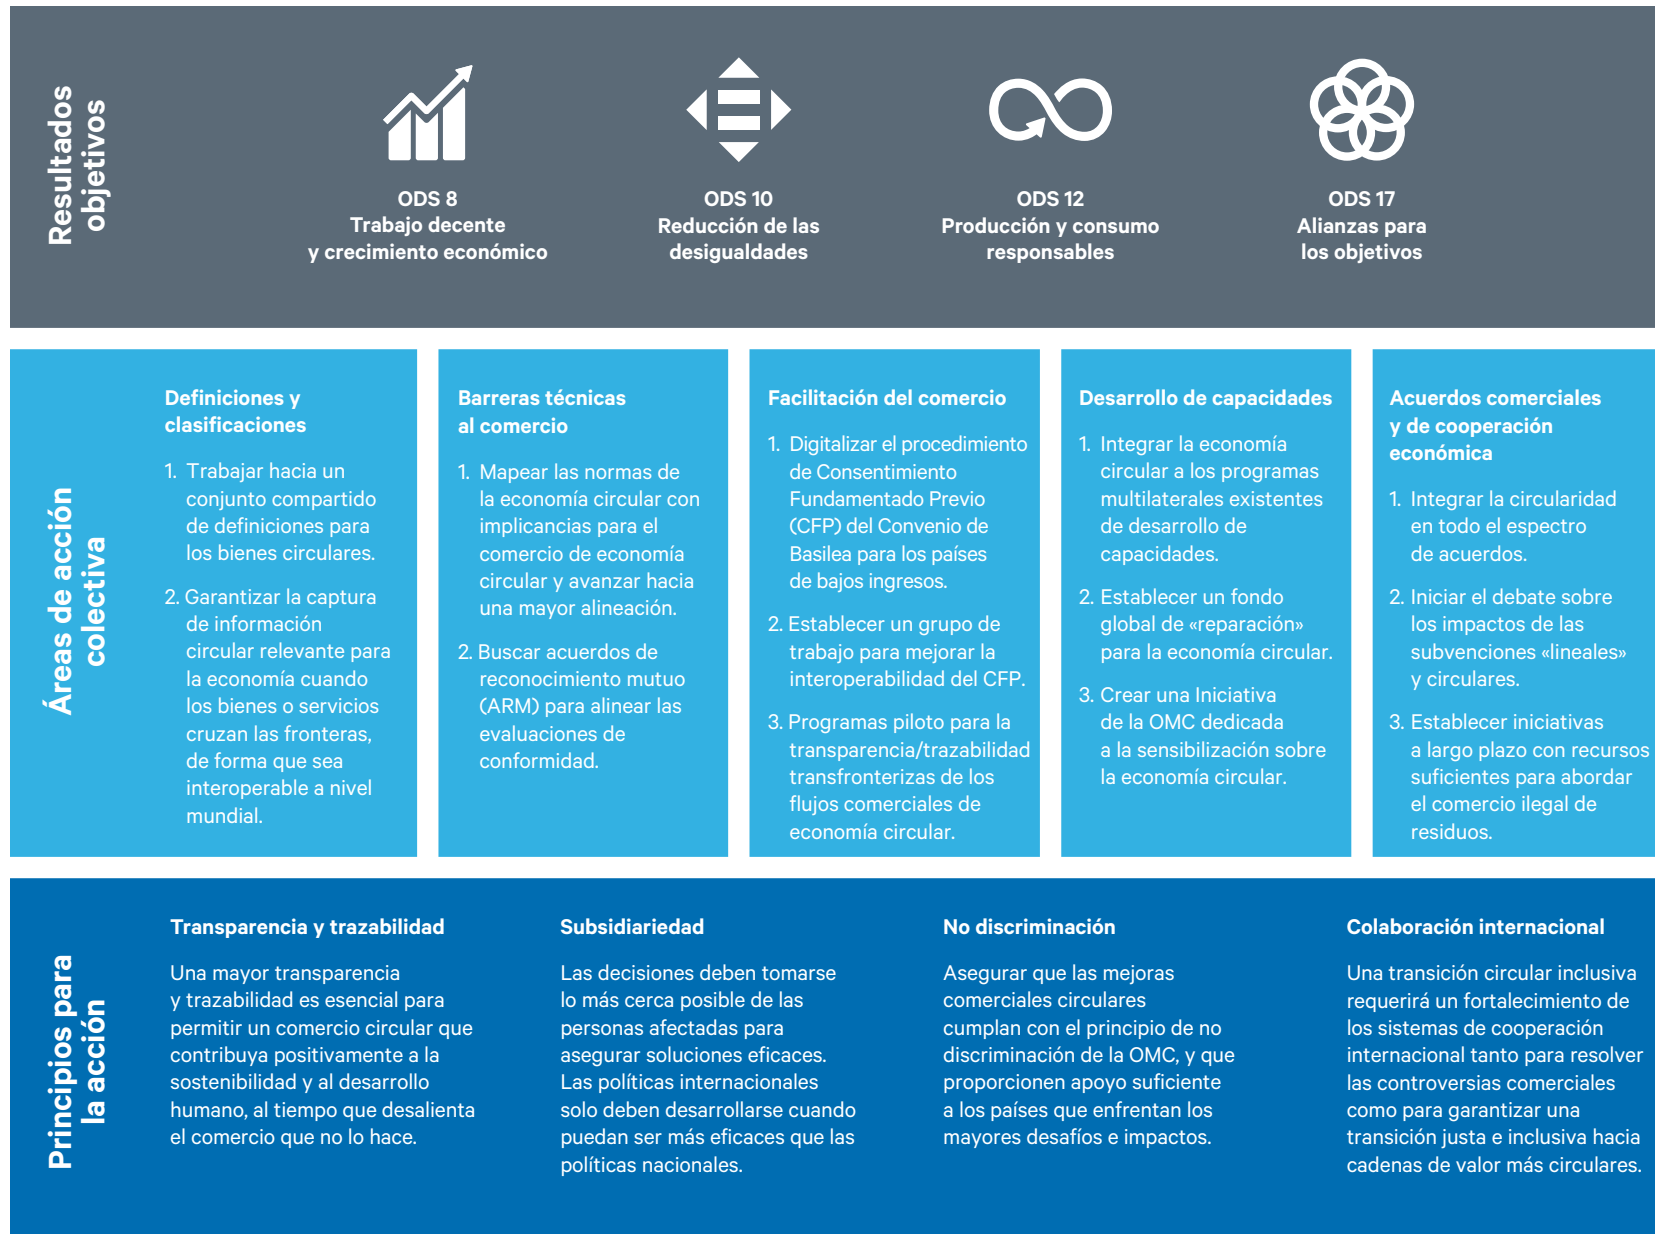 Resultados
objetivos
ODS 8
Trabajo decente
y crecimiento económico
ODS 10
Reducción de las
desigualdades
ODS 12
Producción y consumo
responsables
ODS 17
Alianzas para
los objetivos
Áreas de acción
colectiva
Definiciones y
clasificaciones
1. Trabajar hacia un
conjunto compartido
de definiciones para
los bienes circulares.
2. Garantizar la captura
de información
circular relevante para
la economía cuando
los bienes o servicios
cruzan las fronteras,
de forma que sea
interoperable a nivel
mundial.
Barreras técnicas
al comercio
1. Mapear las normas de
la economía circular con
implicancias para el
comercio de economía
circular y avanzar hacia
una mayor alineación.
2. Buscar acuerdos de
reconocimiento mutuo
(ARM) para alinear las
evaluaciones de
conformidad.
Facilitación del comercio
1. Digitalizar el procedimiento
de Consentimiento
Fundamentado Previo
(CFP) del Convenio de
Basilea para los países
de bajos ingresos.
2. Establecer un grupo de
trabajo para mejorar la
interoperabilidad del CFP.
3. Programas piloto para la
transparencia/trazabilidad
transfronterizas de los
flujos comerciales de
economía circular.
Desarrollo de capacidades
1. Integrar la economía
circular a los programas
multilaterales existentes
de desarrollo de
capacidades.
2. Establecer un fondo
global de «reparación»
para la economía circular.
3. Crear una Iniciativa
de la OMC dedicada
a la sensibilización sobre
la economía circular.
Acuerdos comerciales
y de cooperación
económica
1. Integrar la circularidad
en todo el espectro
de acuerdos.
2. Iniciar el debate sobre
los impactos de las
subvenciones «lineales»
y circulares.
3. Establecer iniciativas
a largo plazo con recursos
suficientes para abordar
el comercio ilegal de
residuos.
Principios para
la acción
Transparencia y trazabilidad
Una mayor transparencia
y trazabilidad es esencial para
permitir un comercio circular que
contribuya positivamente a la
sostenibilidad y al desarrollo
humano, al tiempo que desalienta
el comercio que no lo hace.
Subsidiariedad
Las decisiones deben tomarse
lo más cerca posible de las
personas afectadas para
asegurar soluciones eficaces.
Las políticas internacionales
solo deben desarrollarse cuando
puedan ser más eficaces que las
políticas nacionales.
No discriminación
Asegurar que las mejoras
comerciales circulares
cumplan con el principio de no
discriminación de la OMC, y que
proporcionen apoyo suficiente
a los países que enfrentan los
mayores desafíos e impactos.
Colaboración internacional
Una transición circular inclusiva
requerirá un fortalecimiento de
los sistemas de cooperación
internacional tanto para resolver
las controversias comerciales
como para garantizar una
transición justa e inclusiva hacia
cadenas de valor más circulares.